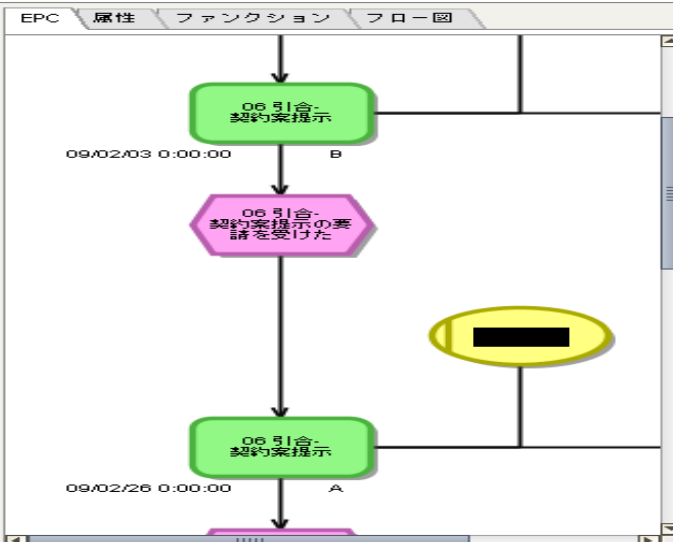 EPC 属性 ファンクション フロー図
06 引合-
契約案提示
09/02/03 0:00:00 B
06 引合-
契約案提示の要
請を受けた
06 引合-
契約案提示
09/02/26 0:00:00 A